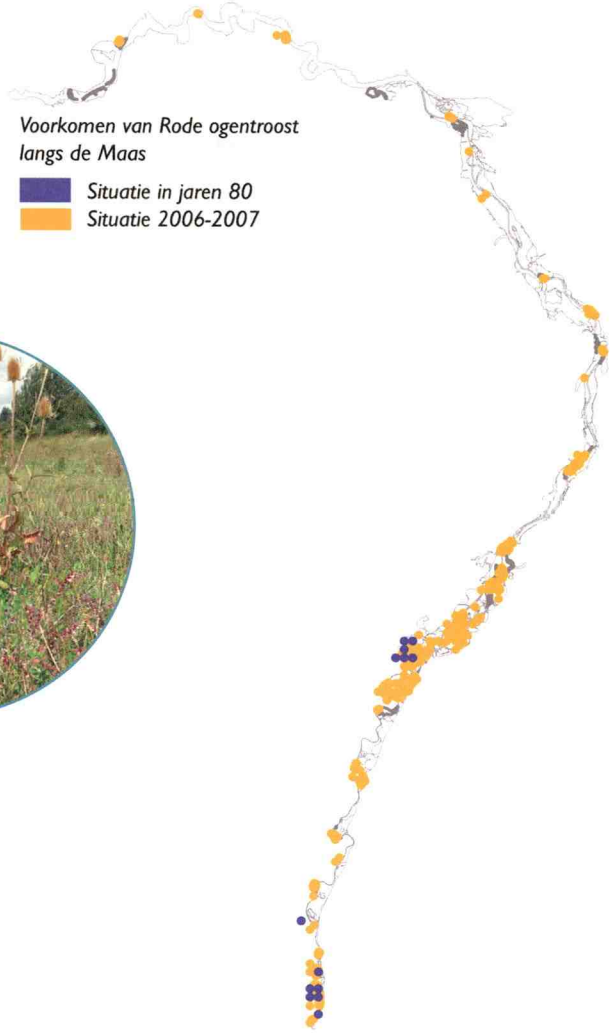 Voorkomen van Rode ogentroost
langs de Maas
Situatie in jaren 80
Situatie 2006-2007